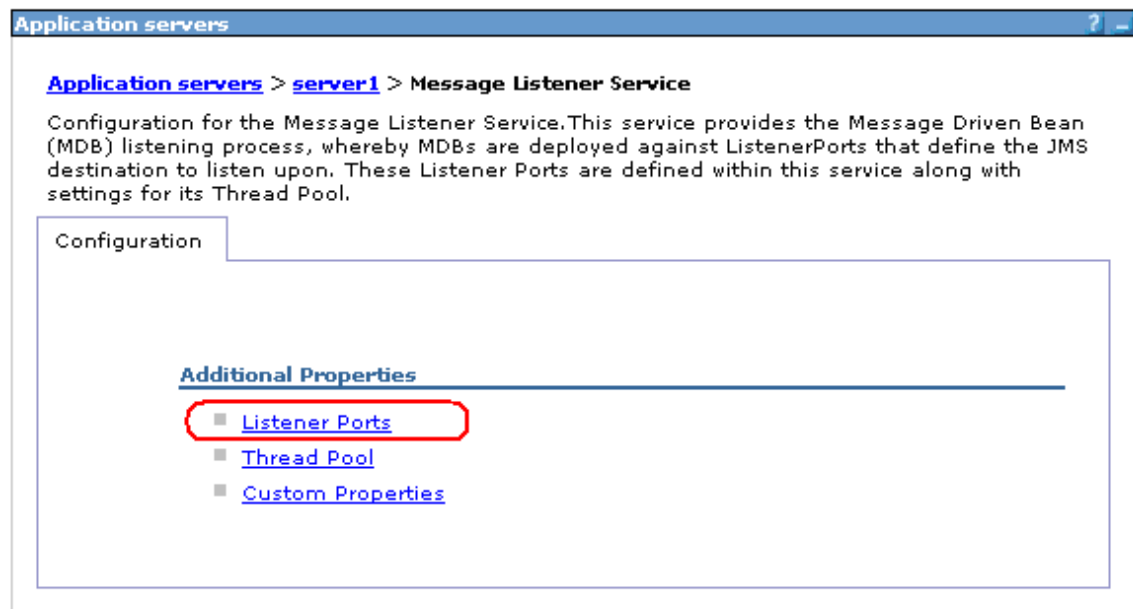 Application servers ? –
Application servers > server1 > Message Listener Service
Configuration for the Message Listener Service.This service provides the Message Driven Bean
(MDB) listening process, whereby MDBs are deployed against ListenerPorts that define the JMS
destination to listen upon. These Listener Ports are defined within this service along with
settings for its Thread Pool.
Configuration
Additional Properties
Listener Ports
Thread Pool
Custom Properties